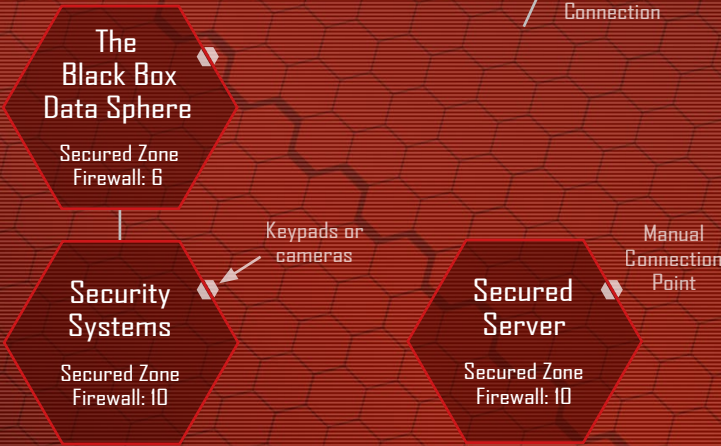 Connection
The
Black Box
Data Sphere
Secured Zone
Firewall: 6
Keypads or
cameras
Manual
Connection
Point
Security
Systems
Secured Zone
Firewall: 10
Secured
Server
Secured Zone
Firewall: 10